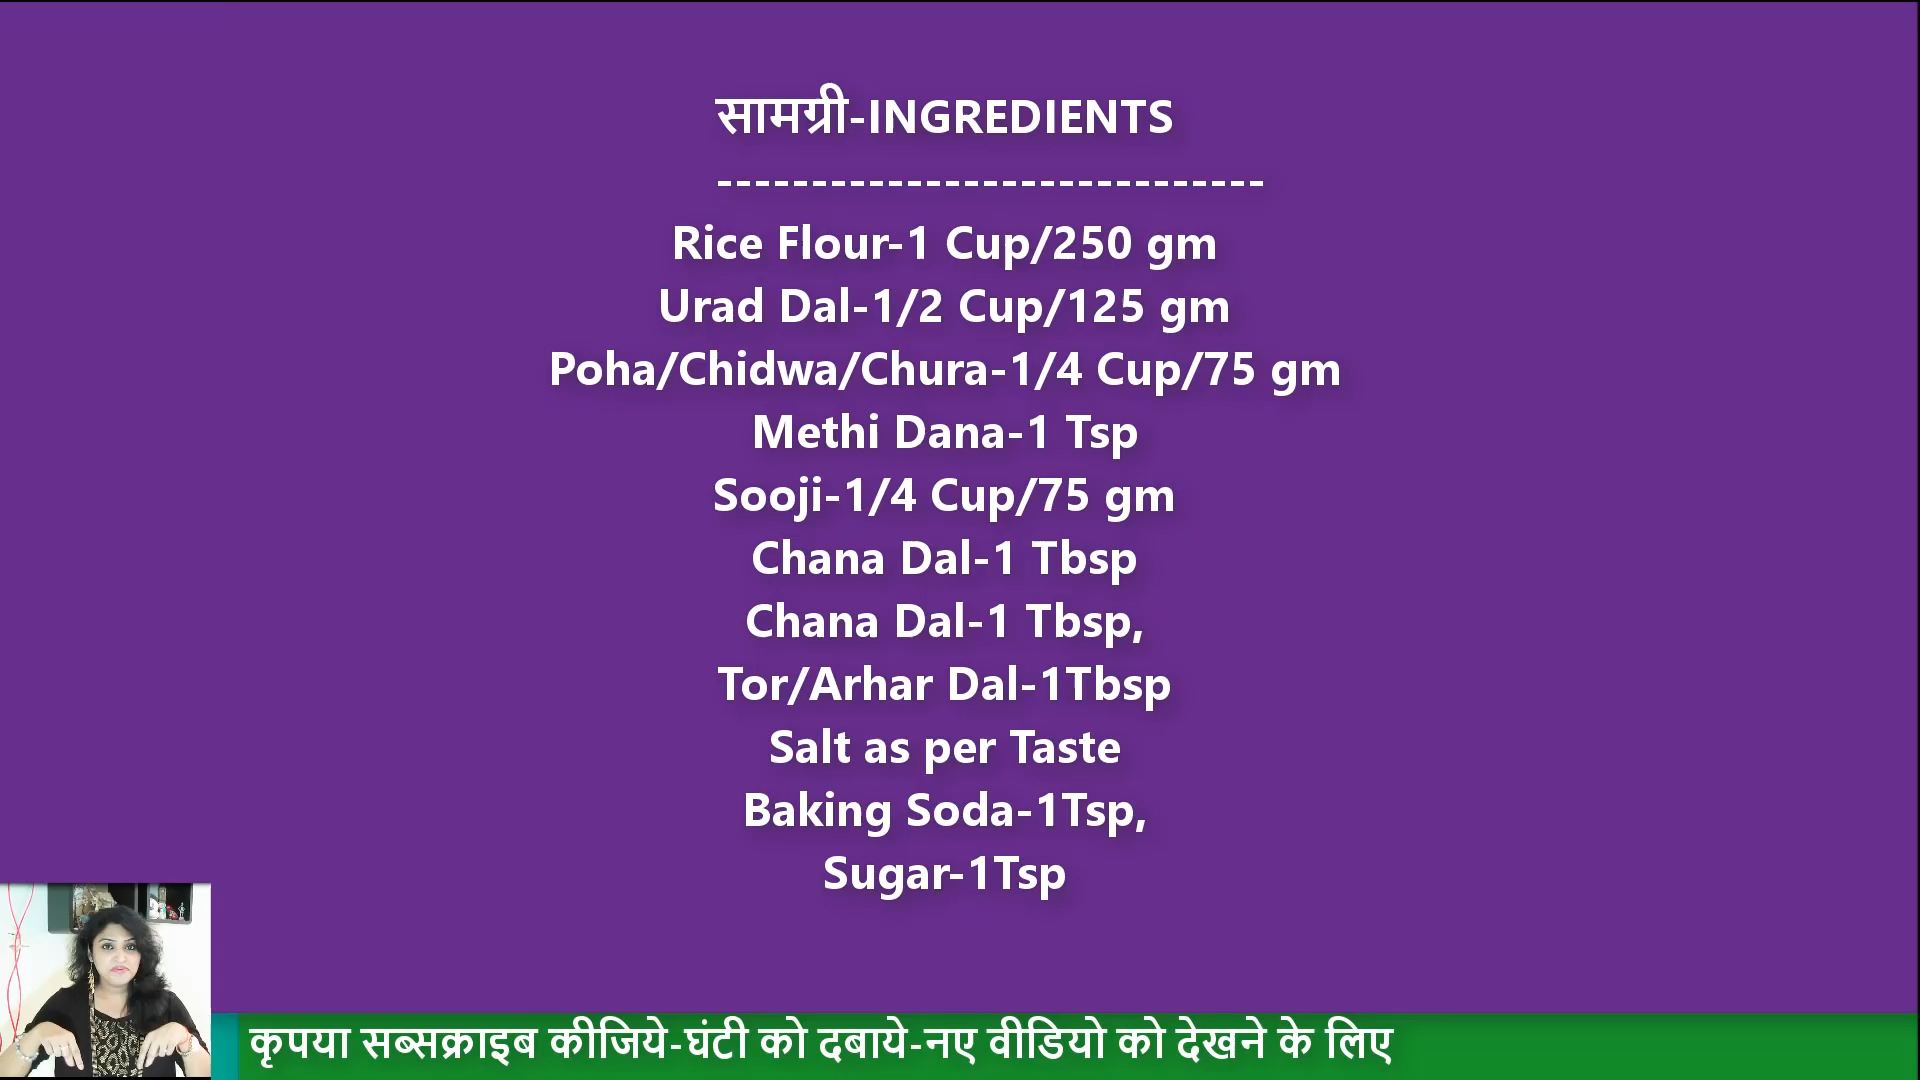 सामग्री-INGREDIENTS
-----------------------------
Rice Flour-1 Cup/250 gm
Urad Dal-1/2 Cup/125 gm
Poha/Chidwa/Chura-1/4 Cup/75 gm
Methi Dana-1 Tsp
Sooji-1/4 Cup/75 gm
Chana Dal-1 Tbsp
Chana Dal-1 Tbsp,
Tor/Arhar Dal-1Tbsp
Salt as per Taste
Baking Soda-1Tsp,
Sugar-1Tsp
कृपया सब्सक्राइब कीजिये-घंटी को दबाये-नए वीडियो को देखने के लिए